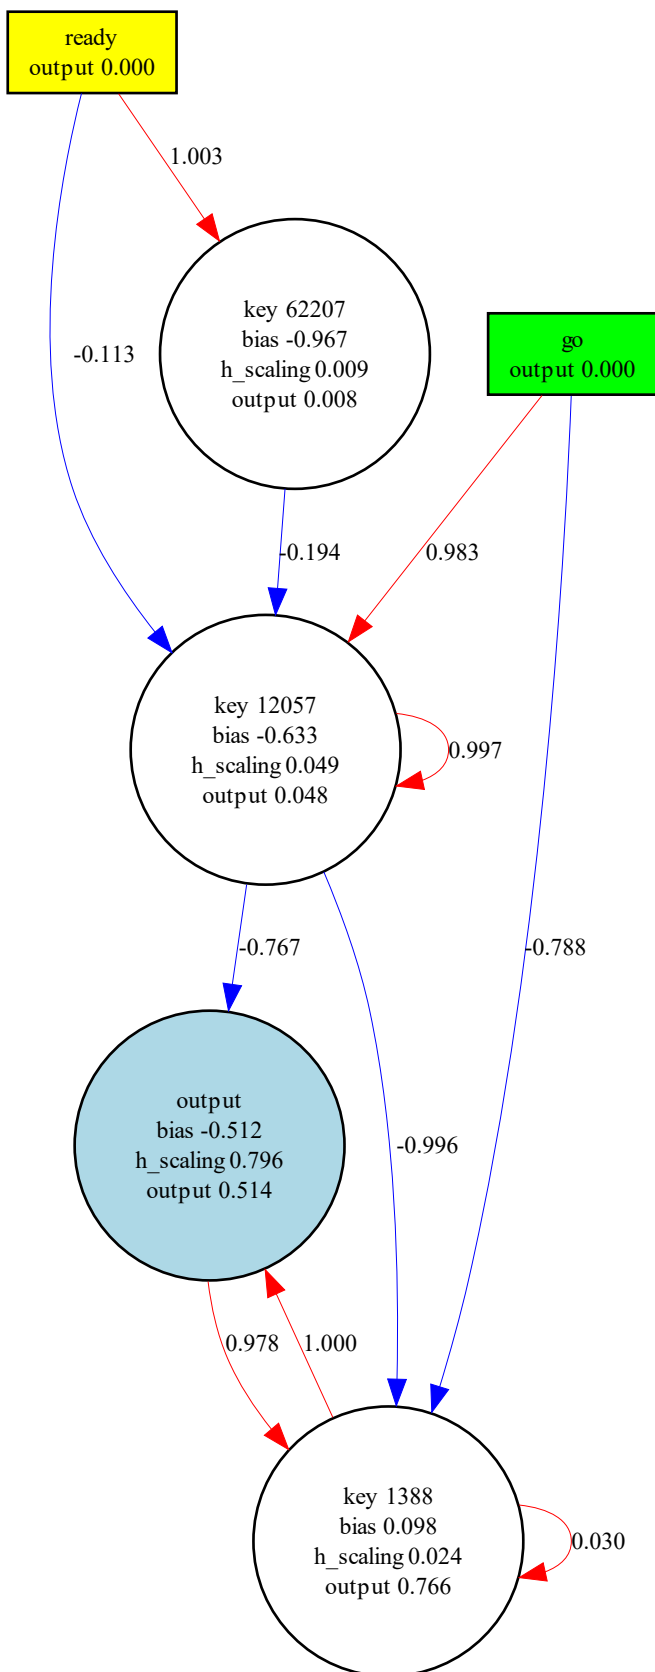 ready
output 0.000
1.003
key 62207
bias -0.967
h_scaling 0.009
output 0.008
go
output 0.000
-0.113
-0.194
0.983
key 12057
bias -0.633
h_scaling 0.049
output 0.048
0.997
-0.767
-0.788
output
bias -0.512
h_scaling 0.796
output 0.514
-0.996
0.978
1.000
key 1388
bias 0.098
h_scaling 0.024
output 0.766
0.030